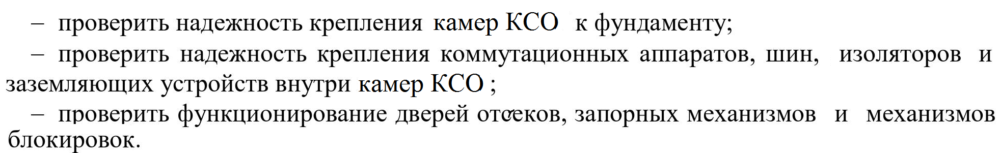 – проверить надежность крепления камер КСО к фундаменту;
– проверить надежность крепления коммутационных аппаратов, шин, изоляторов и
заземляющих устройств внутри камер КСО ;
– проверить функционирование дверей отсеков, запорных механизмов и механизмов
блокировок.